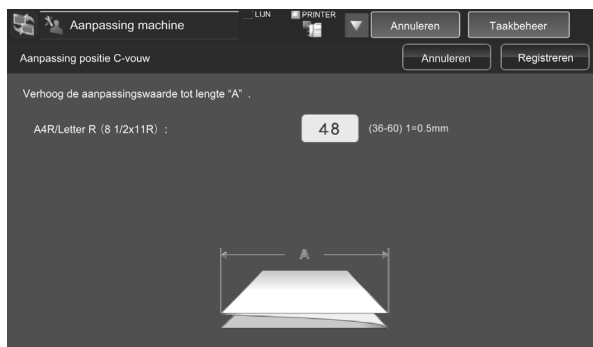 Aanpassing machine
LIJN
PRINTER
Annuleren
Taakbeheer
Aanpassing positie C-vouw
Annuleren
Registreren
Verhoog de aanpassingswaarde tot lengte “A” .
A4R/Letter R (8 1/2x11R) :
48
(36-60) 1=0.5mm
A